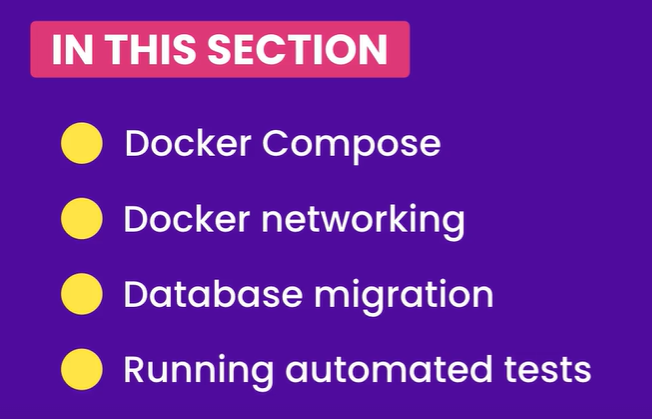 IN THIS SECTION
Docker Compose
Docker networking
Database migration
Running automated tests